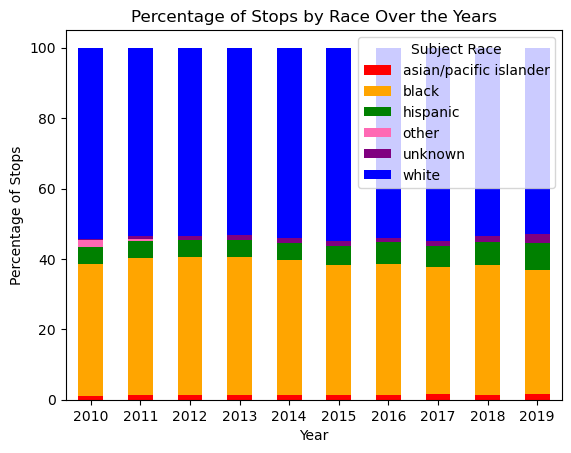 Percentage of Stops by Race Over the Years
Subject Race
asian/pacific islander
black
hispanic
other
unknown
white
100
80
60
40
20
0
Percentage of Stops
2010 2011 2012 2013 2014 2015 2016 2017 2018 2019
Year